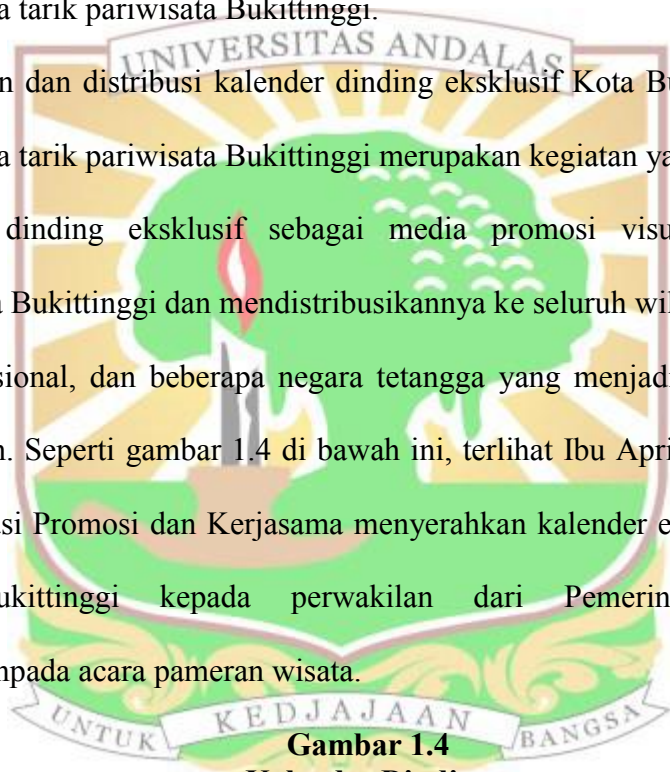 a tarik pariwisata Bukittinggi.
UNIVERSITAS ANDALAS
n dan distribusi kalender dinding eksklusif Kota Bu
a tarik pariwisata Bukittinggi merupakan kegiatan ya
dinding eksklusif sebagai media promosi visu
a Bukittinggi dan mendistribusikannya ke seluruh wil
sional, dan beberapa negara tetangga yang menjadi
n. Seperti gambar 1.4 di bawah ini, terlihat Ibu Apri
usi Promosi dan Kerjasama menyerahkan kalender e
ukittinggi kepada perwakilan dari Pemerin
npada acara pameran wisata.
UNTUK KEDJAJAAN BANGSA
Gambar 1.4